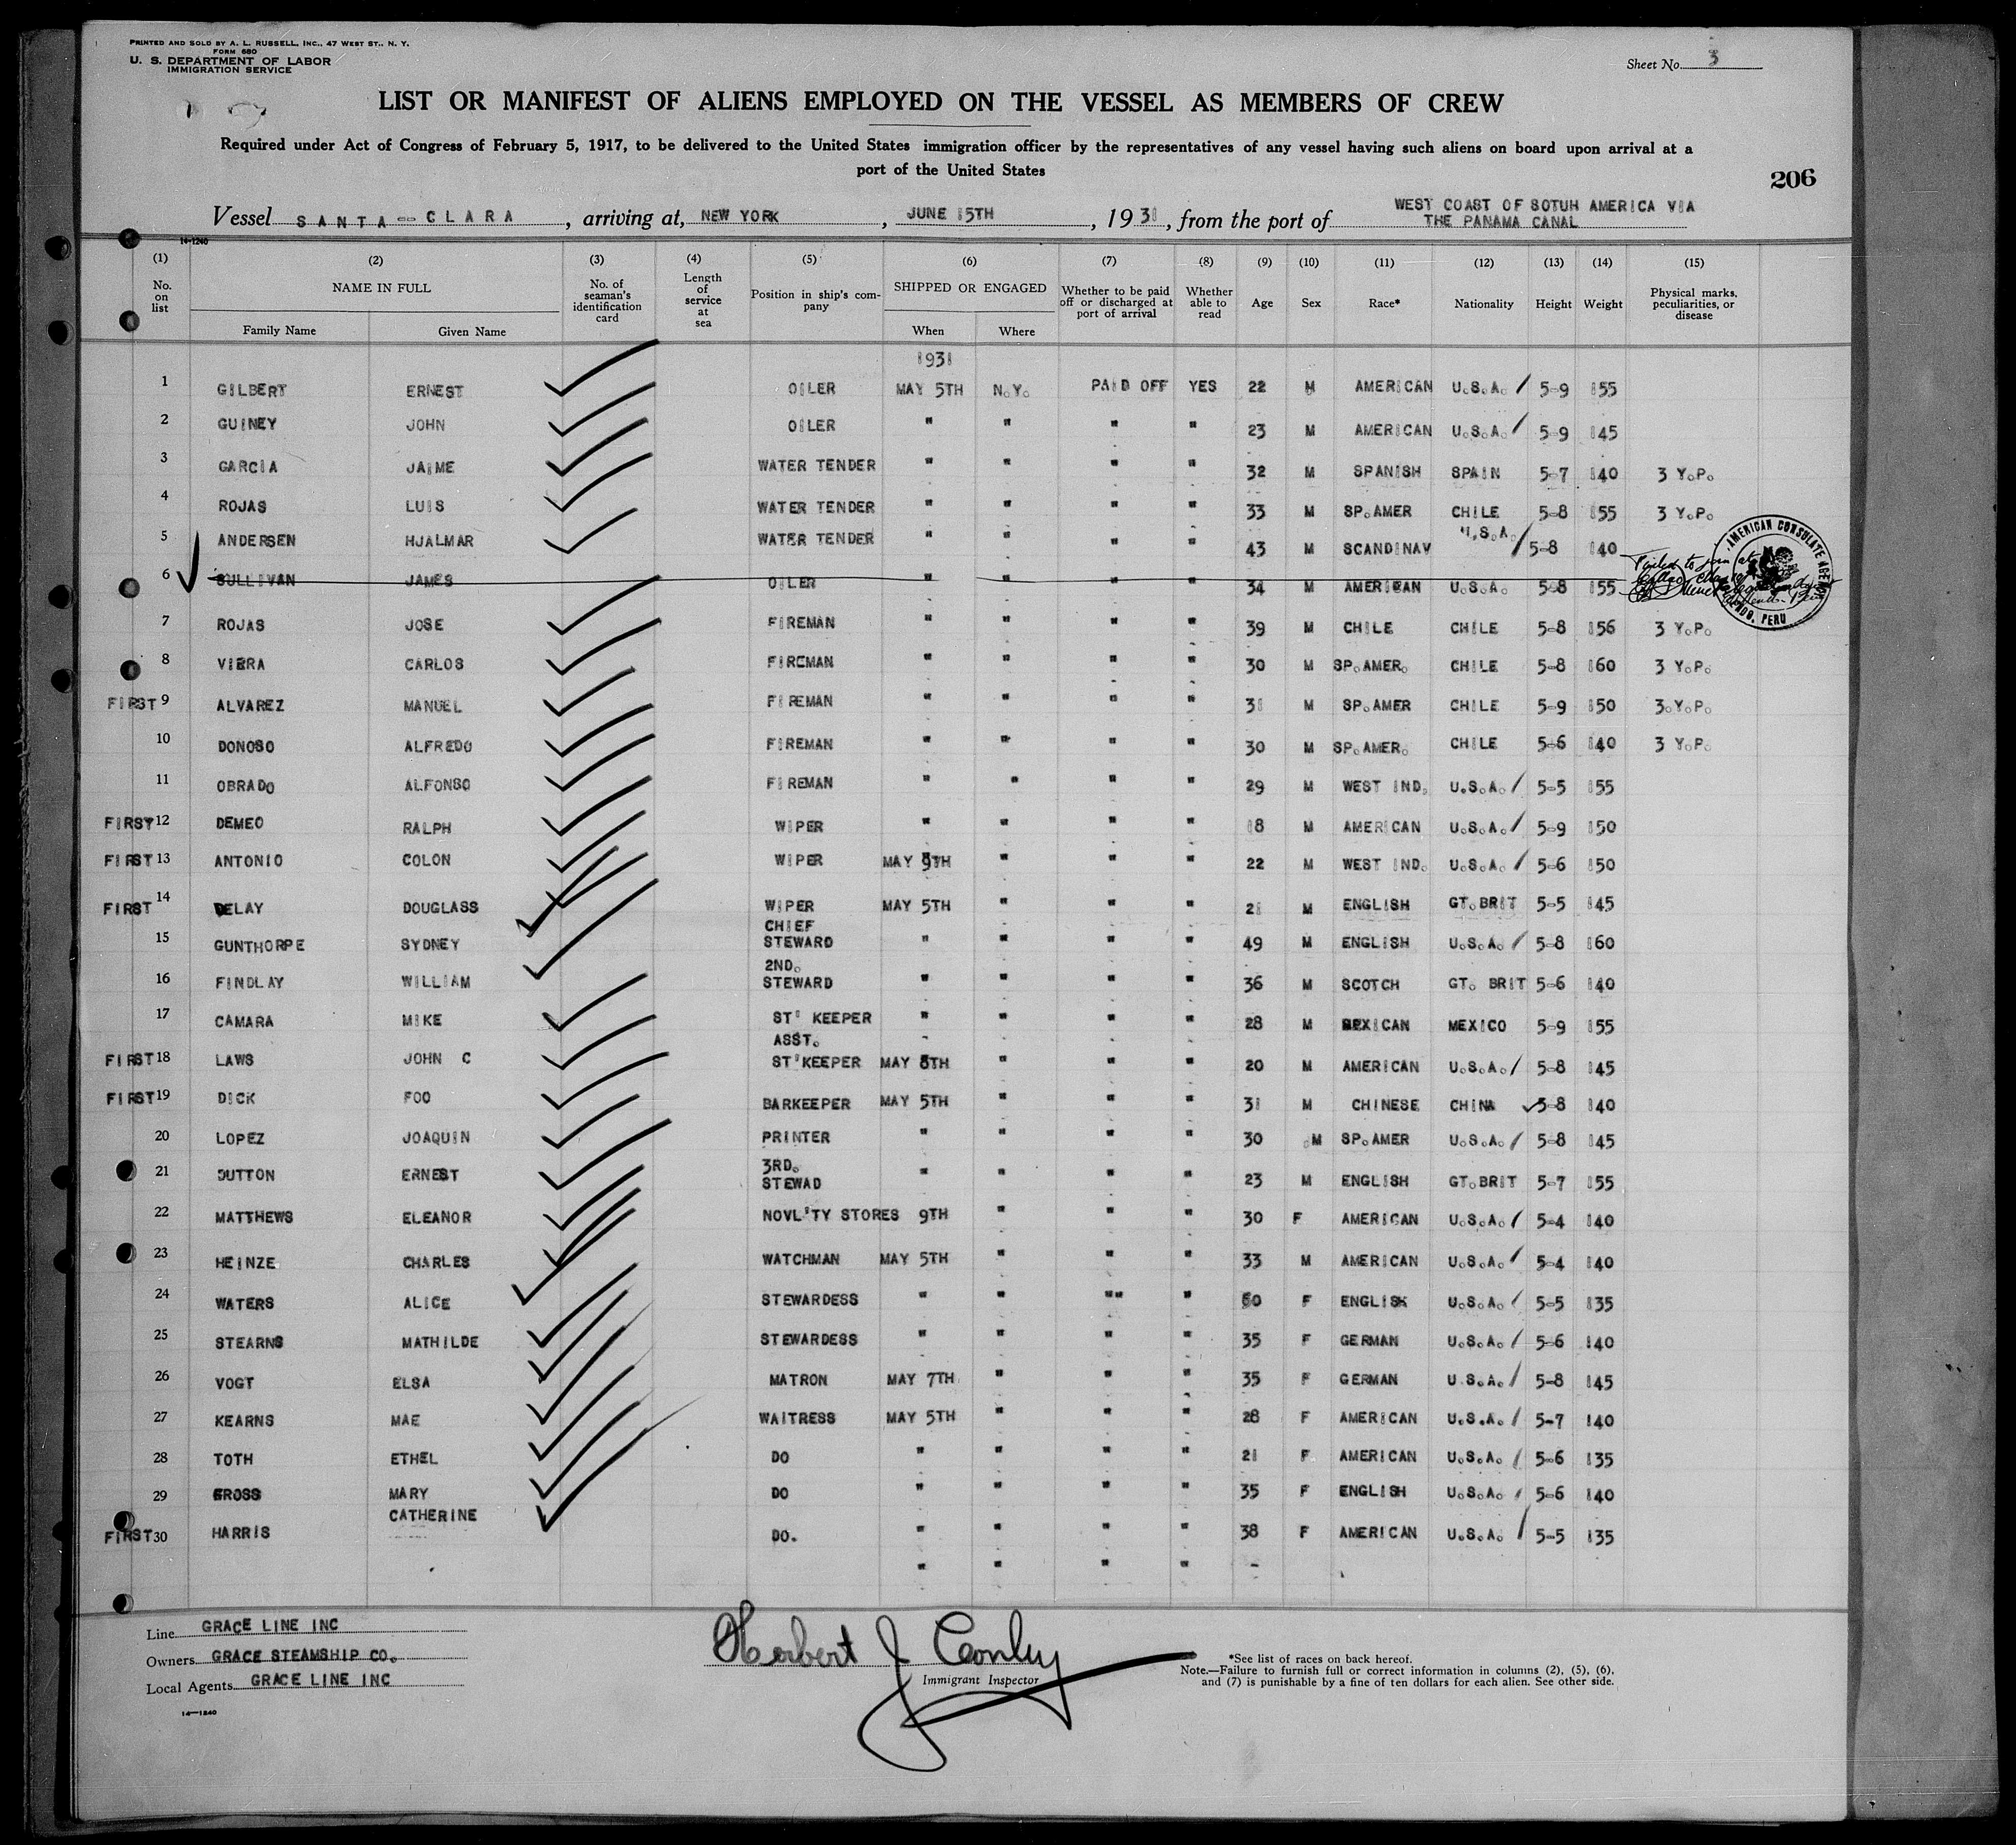 PRINTED AND SOLD BY A. L. RUSSELL, INC., 47 WEST ST., N. Y.
FORM 680
U. S. DEPARTMENT OF LABOR
IMMIGRATION SERVICE
Sheet No. 3
LIST OR MANIFEST OF ALIENS EMPLOYED ON THE VESSEL AS MEMBERS OF CREW
Required under Act of Congress of February 5, 1917, to be delivered to the United States immigration officer by the representatives of any vessel having such aliens on board upon arrival at a
port of the United States
206
Vessel SANTA -- CLARA, arriving at, NEW YORK, JUNE 15TH, 1931, from the port of WEST COAST OF SOTUH AMERICA VIA
THE PANAMA CANAL
14-1240
(1) (2) (3) (4) (5) (6) (7) (8) (9) (10) (11) (12) (13) (14) (15)
No. on list NAME IN FULL Family Name Given Name No. of seaman's identification card Length of service at sea Position in ship's company SHIPPED OR ENGAGED When Where Whether to be paid off or discharged at port of arrival Whether able to read Age Sex Race* Nationality Height Weight Physical marks, peculiarities, or disease
1931
1 GILBERT ERNEST OILER MAY 5TH N.Y. PAID OFF YES 22 M AMERICAN U.S.A. 5-9 155
2 GUINEY JOHN OILER " " " " 23 M AMERICAN U.S.A. 5-9 145
3 GARCIA JAIME WATER TENDER " " " " 32 M SPANISH SPAIN 5-7 140 3 Y.P.
4 ROJAS LUIS WATER TENDER " " " " 33 M SP.AMER CHILE 5-8 155 3 Y.P.
5 ANDERSEN HJALMAR WATER TENDER " " " " 43 M SCANDINAV U.S.A. 5-8 140
6 SULLIVAN JAMES OILER " " " " 34 M AMERICAN U.S.A. 5-8 155 Failed to join at
AMERICAN CONSULATE AGENCY PERU
7 ROJAS JOSE FIREMAN " " " " 39 M CHILE CHILE 5-8 156 3 Y.P.
8 VIERA CARLOS FIREMAN " " " " 30 M SP.AMER. CHILE 5-8 160 3 Y.P.
FIRST 9 ALVAREZ MANUEL FIREMAN " " " " 31 M SP.AMER CHILE 5-9 150 3.Y.P.
10 DONOSO ALFREDO FIREMAN " " " " 30 M SP.AMER. CHILE 5-6 140 3 Y.P.
11 OBRADO ALFONSO FIREMAN " " " " 29 M WEST IND. U.S.A. 5-5 155
FIRST 12 DEMEO RALPH WIPER " " " " 18 M AMERICAN U.S.A. 5-9 150
FIRST 13 ANTONIO COLON WIPER MAY 9TH " " " 22 M WEST IND. U.S.A. 5-6 150
FIRST 14 DELAY DOUGLASS WIPER MAY 5TH " " " 21 M ENGLISH GT.BRIT 5-5 145
15 GUNTHORPE SYDNEY CHIEF STEWARD " " " " 49 M ENGLISH U.S.A. 5-8 160
16 FINDLAY WILLIAM 2ND. STEWARD " " " " 36 M SCOTCH GT. BRIT 5-6 140
17 CAMARA MIKE ST' KEEPER " " " " 28 M MEXICAN MEXICO 5-9 155
FIRST 18 LAWS JOHN C ASST. ST'KEEPER MAY 8TH " " " 20 M AMERICAN U.S.A. 5-8 145
FIRST 19 DICK FOO BARKEEPER MAY 5TH " " " 31 M CHINESE CHINA 5-8 140
20 LOPEZ JOAQUIN PRINTER " " " " 30 M SP.AMER U.S.A. 5-8 145
21 DUTTON ERNEST 3RD. STEWAD " " " " 23 M ENGLISH GT.BRIT 5-7 155
22 MATTHEWS ELEANOR NOVL'TY STORES 9TH " " " 30 F AMERICAN U.S.A. 5-4 140
23 HEINZE CHARLES WATCHMAN MAY 5TH " " " 33 M AMERICAN U.S.A. 5-4 140
24 WATERS ALICE STEWARDESS " " "" " 60 F ENGLISH U.S.A. 5-5 135
25 STEARNS MATHILDE STEWARDESS " " " " 35 F GERMAN U.S.A. 5-6 140
26 VOGT ELSA MATRON MAY 7TH " " " 35 F GERMAN U.S.A. 5-8 145
27 KEARNS MAE WAITRESS MAY 5TH " " " 28 F AMERICAN U.S.A. 5-7 140
28 TOTH ETHEL DO " " " " 21 F AMERICAN U.S.A. 5-6 135
29 GROSS MARY DO " " " " 35 F ENGLISH U.S.A. 5-6 140
FIRST 30 HARRIS CATHERINE DO. " " " " 38 F AMERICAN U.S.A. 5-5 135
" " " " -
Line GRACE LINE INC
Owners GRACE STEAMSHIP CO.
Local Agents GRACE LINE INC
14-1240
Herbert J Conley
Immigrant Inspector
*See list of races on back hereof.
Note.—Failure to furnish full or correct information in columns (2), (5), (6),
and (7) is punishable by a fine of ten dollars for each alien. See other side.